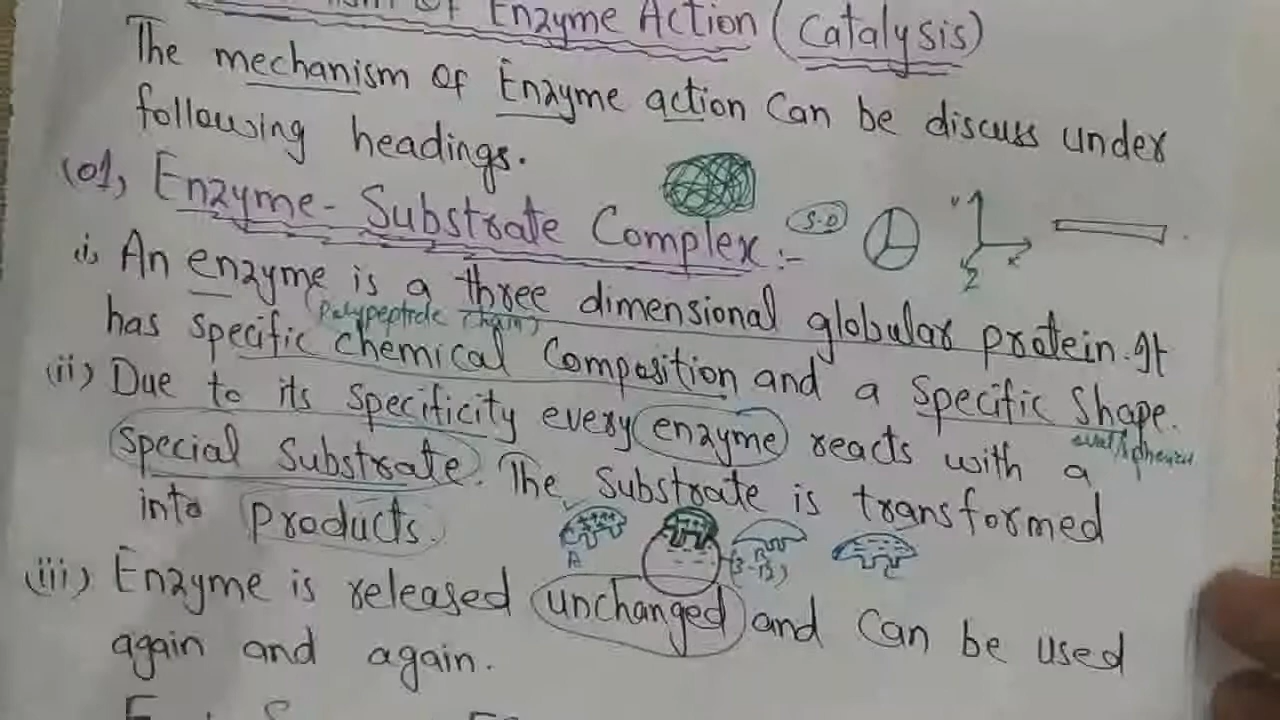 of Enzyme Action (Catalysis)
The mechanism of Enzyme action can be discuss under
following headings.
(01, Enzyme-Substrate Complex:-
i, An enzyme is a three dimensional globular protein. It
Polypeptide chain)
has specific chemical Composition and a specific shape.
(ii) Due to its specificity every enzyme reacts with a
special substrate. The substrate is transformed
into products.
A
B
(3-12)
C
(iii) Enzyme is released unchanged and can be used
again and again.